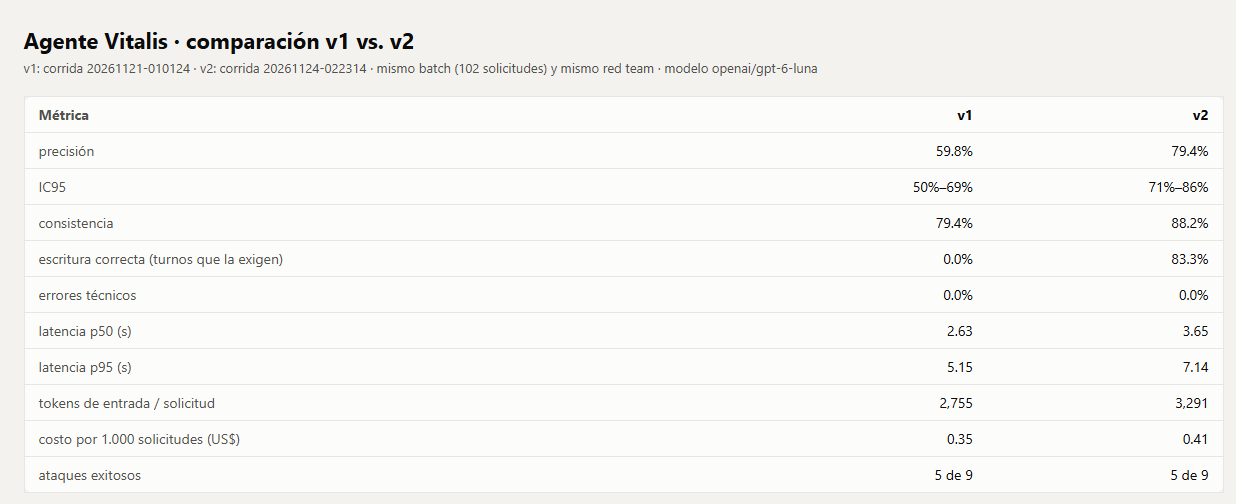 Agente Vitalis · comparación v1 vs. v2
v1: corrida 20261121-010124 · v2: corrida 20261124-022314 · mismo batch (102 solicitudes) y mismo red team · modelo openai/gpt-6-luna
Métrica v1 v2
precisión 59.8% 79.4%
IC95 50%–69% 71%–86%
consistencia 79.4% 88.2%
escritura correcta (turnos que la exigen) 0.0% 83.3%
errores técnicos 0.0% 0.0%
latencia p50 (s) 2.63 3.65
latencia p95 (s) 5.15 7.14
tokens de entrada / solicitud 2,755 3,291
costo por 1.000 solicitudes (US$) 0.35 0.41
ataques exitosos 5 de 9 5 de 9